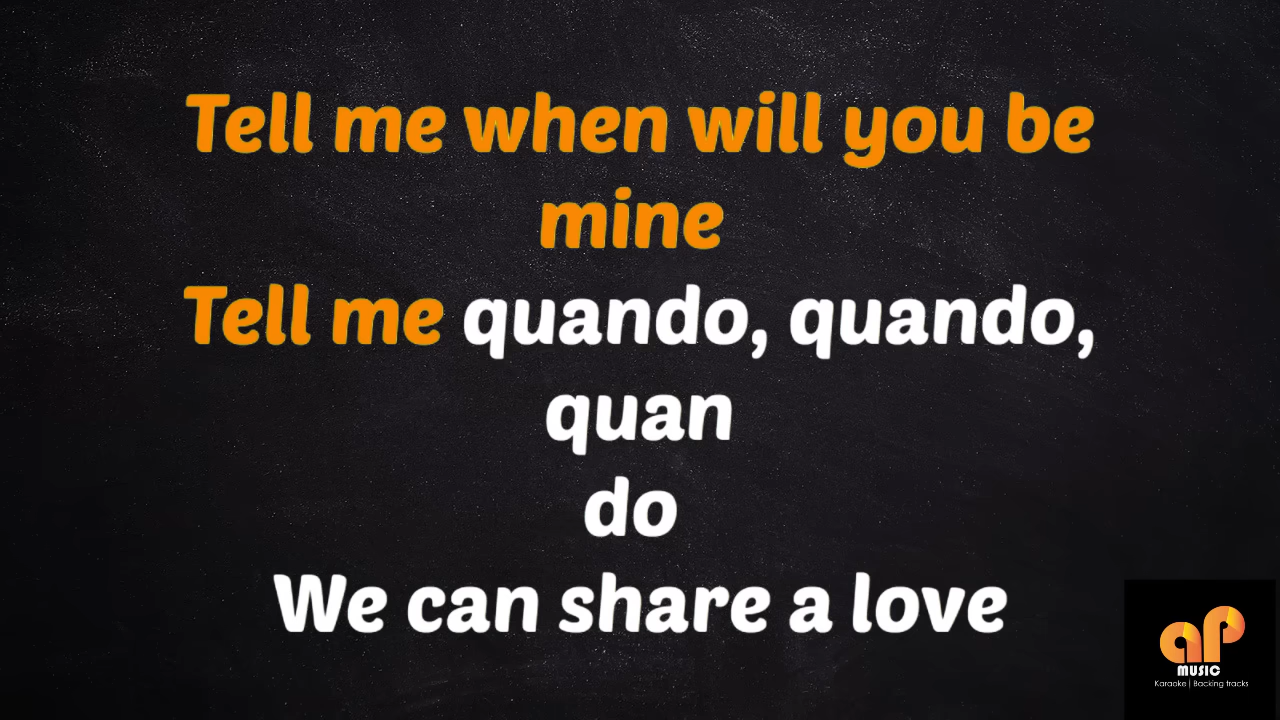 Tell me when will you be
mine
Tell me quando, quando,
quan
do
We can share a love
ap
MUSIC
Karaoke | Backing tracks